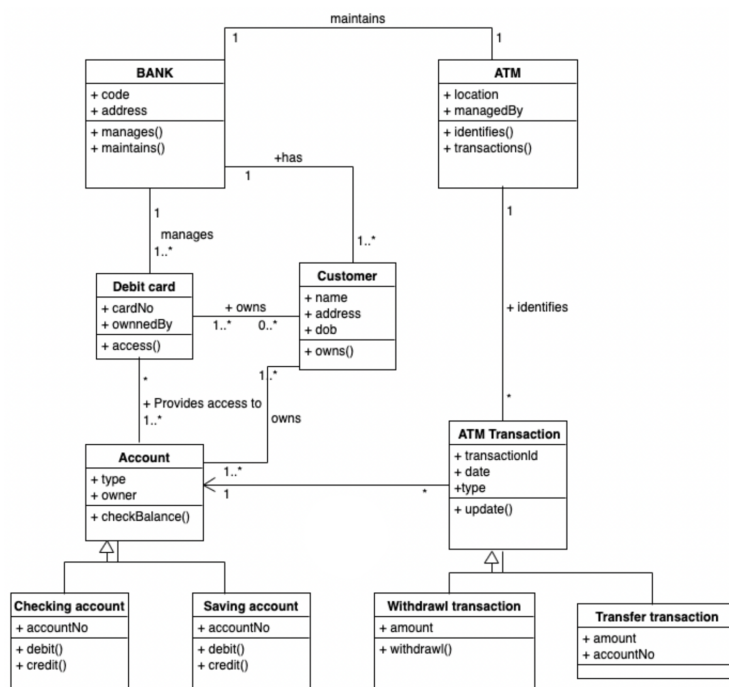 maintains
1
1
BANK
+ code
+ address
+ manages()
+ maintains()
ATM
+ location
+ managedBy
+ identifies()
+ transactions()
+has
1
1
manages
1..*
1..*
1
Debit card
+ cardNo
+ ownnedBy
+ access()
+ owns
1..*
0..*
Customer
+ name
+ address
+ dob
+ owns()
+ identifies
*
+ Provides access to
1..*
1..*
owns
*
Account
+ type
+ owner
+ checkBalance()
1..*
1
*
ATM Transaction
+ transactionId
+ date
+type
+ update()
Checking account
+ accountNo
+ debit()
+ credit()
Saving account
+ accountNo
+ debit()
+ credit()
Withdrawl transaction
+ amount
+ withdrawl()
Transfer transaction
+ amount
+ accountNo